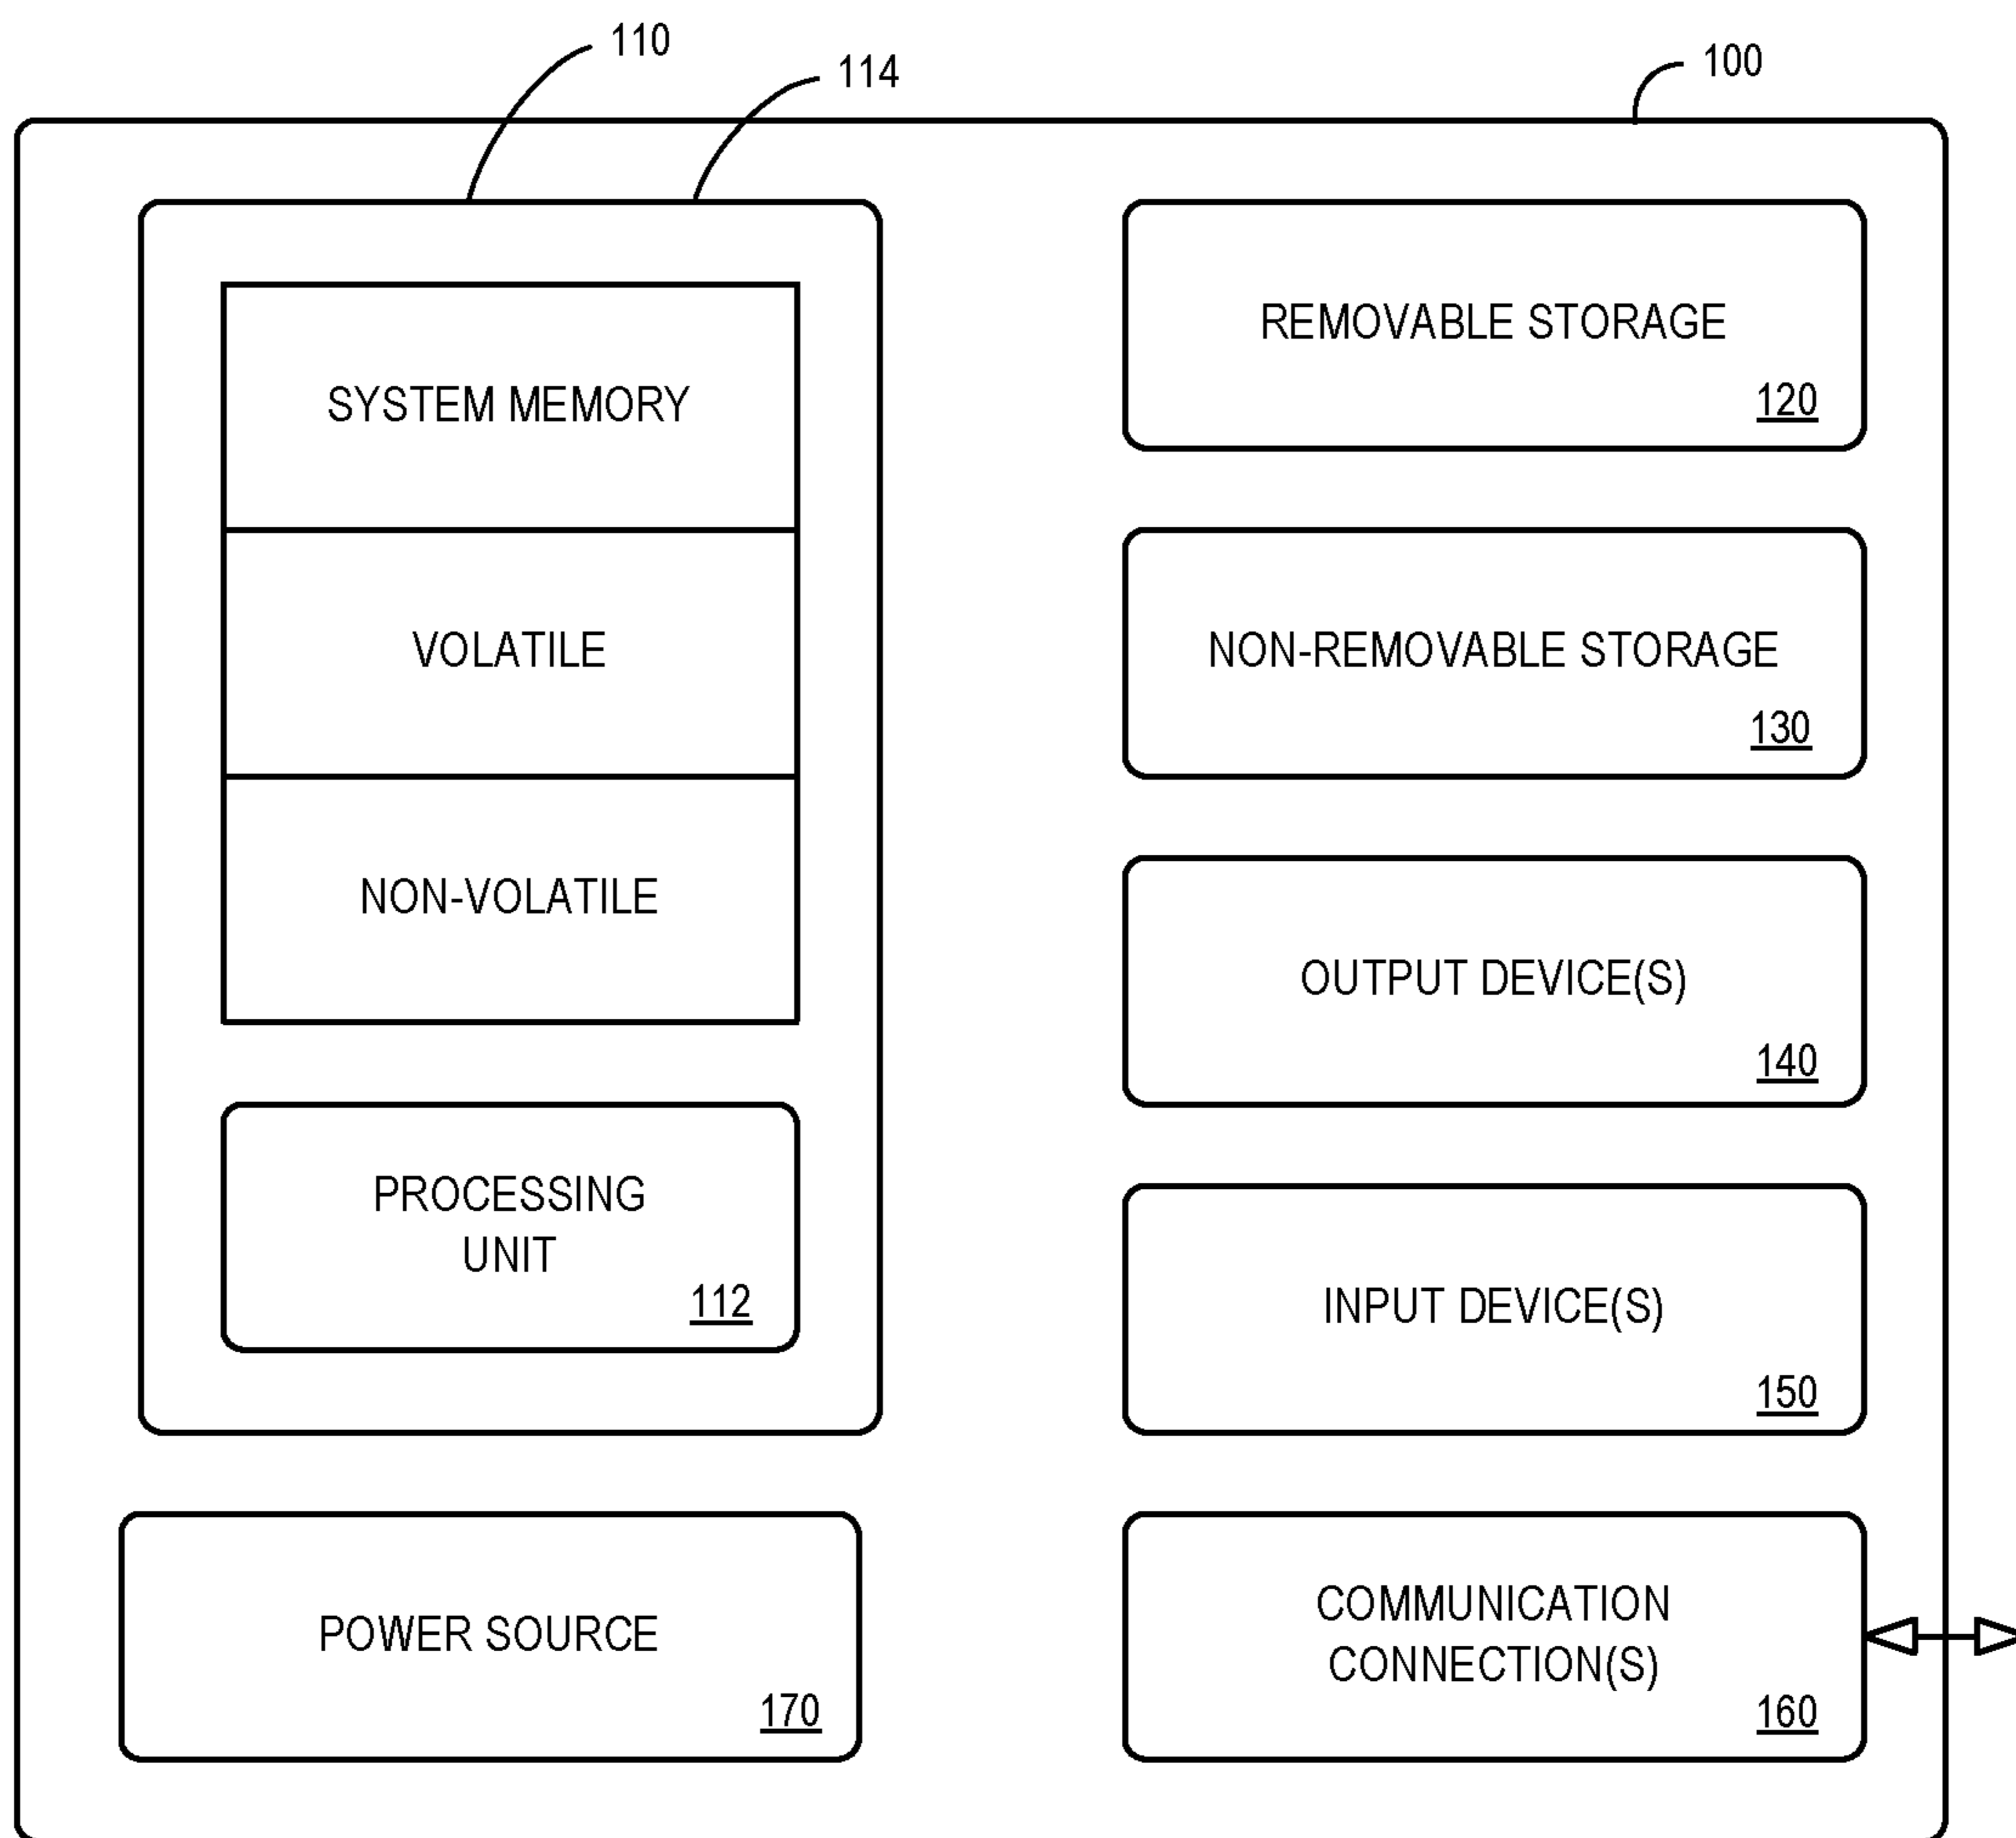 110
114
100
SYSTEM MEMORY
VOLATILE
NON-VOLATILE
PROCESSING
UNIT
112
POWER SOURCE
170
REMOVABLE STORAGE
120
NON-REMOVABLE STORAGE
130
OUTPUT DEVICE(S)
140
INPUT DEVICE(S)
150
COMMUNICATION
CONNECTION(S)
160